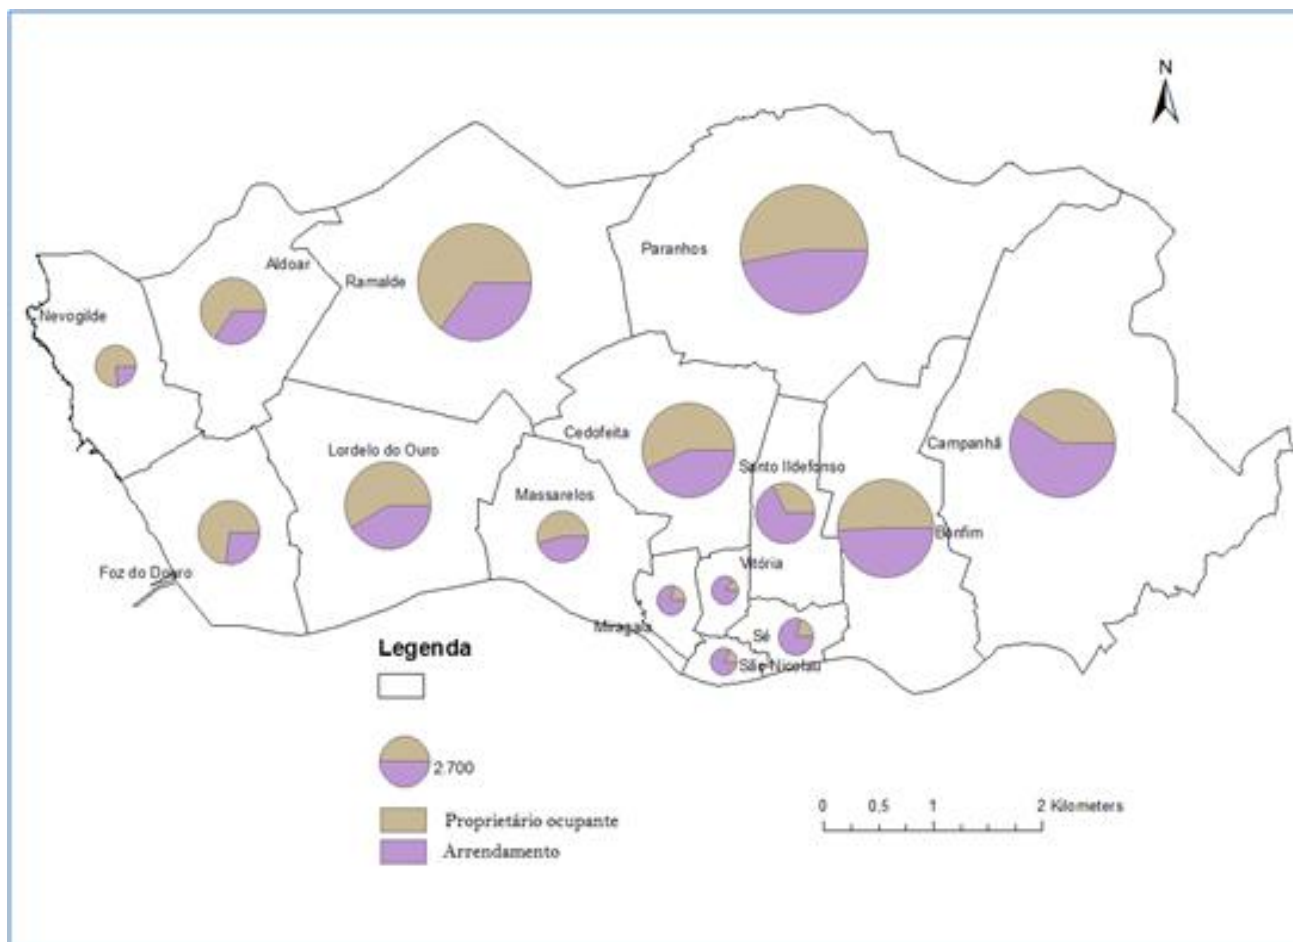 N
Aldoar
Paranhos
Ramalde
Nevogilde
Cedofeita
Campanhã
Lordelo do Ouro
Santo Ildefonso
Massarelos
Bonfim
Vitória
Foz do Douro
Miragaia
Sé
São Nicolau
Legenda
2.700
Proprietário ocupante
Arrendamento
0 0.5 1 2 Kilometers